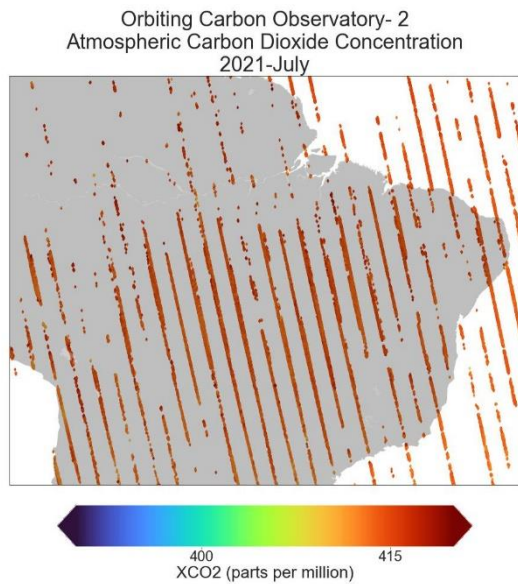 Orbiting Carbon Observatory- 2
Atmospheric Carbon Dioxide Concentration
2021-July
400 415
XCO2 (parts per million)